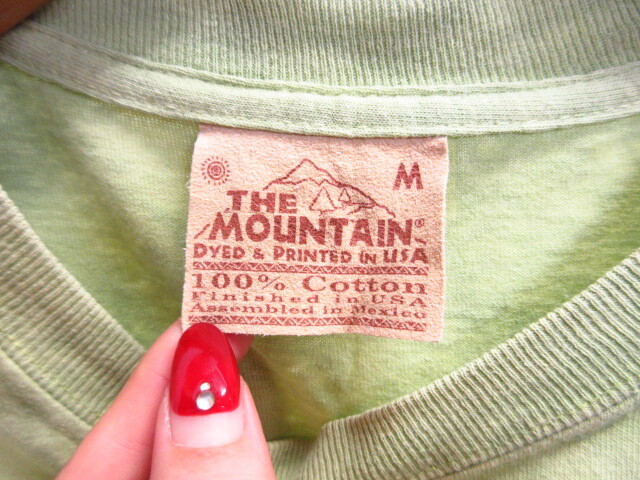 M
THE
MOUNTAIN®
DYED & PRINTED IN USA
100% Cotton
Finished in USA
Assembled in Mexico